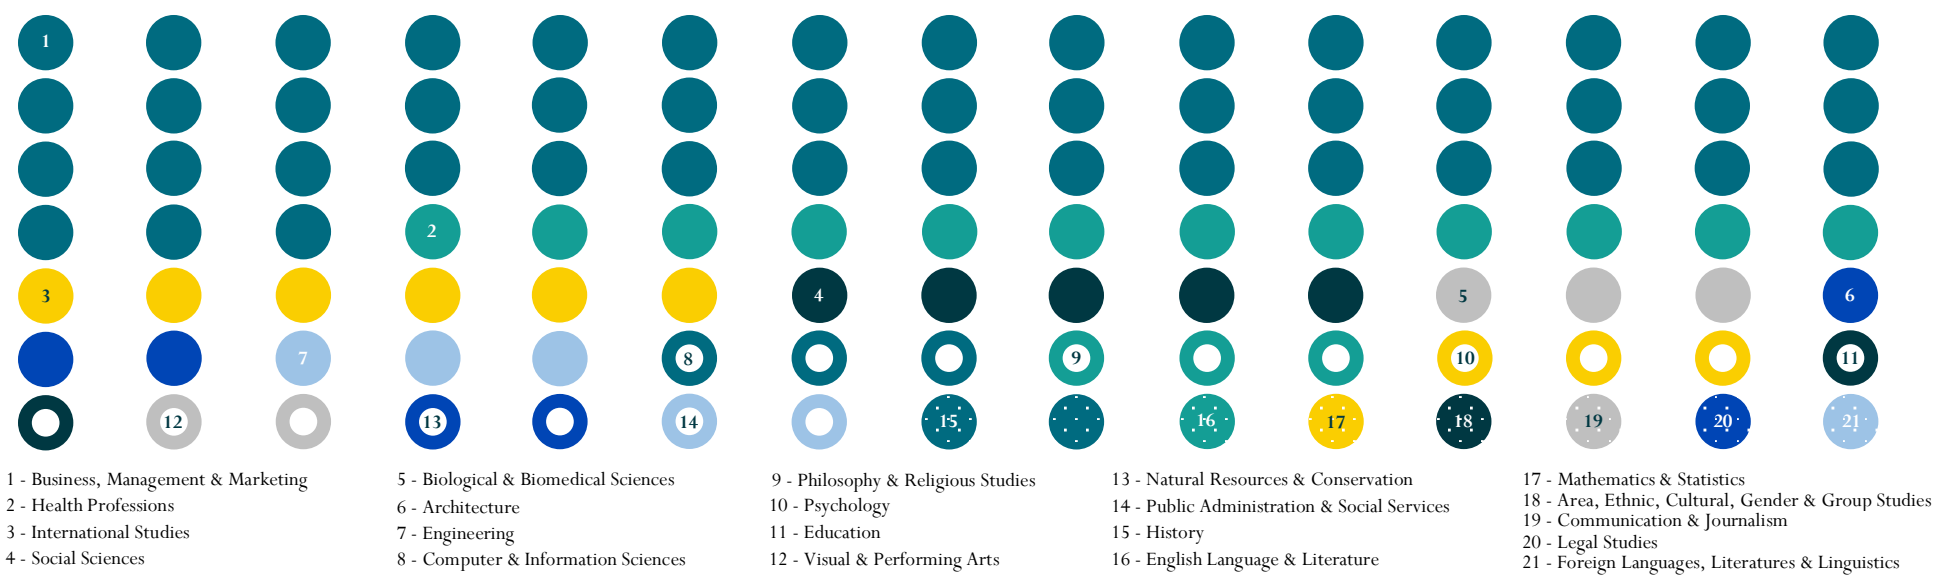 1
2
3
4
5
6
7
8
9
10
11
12
13
14
15
16
17
18
19
20
21
1 - Business, Management & Marketing
2 - Health Professions
3 - International Studies
4 - Social Sciences
5 - Biological & Biomedical Sciences
6 - Architecture
7 - Engineering
8 - Computer & Information Sciences
9 - Philosophy & Religious Studies
10 - Psychology
11 - Education
12 - Visual & Performing Arts
13 - Natural Resources & Conservation
14 - Public Administration & Social Services
15 - History
16 - English Language & Literature
17 - Mathematics & Statistics
18 - Area, Ethnic, Cultural, Gender & Group Studies
19 - Communication & Journalism
20 - Legal Studies
21 - Foreign Languages, Literatures & Linguistics